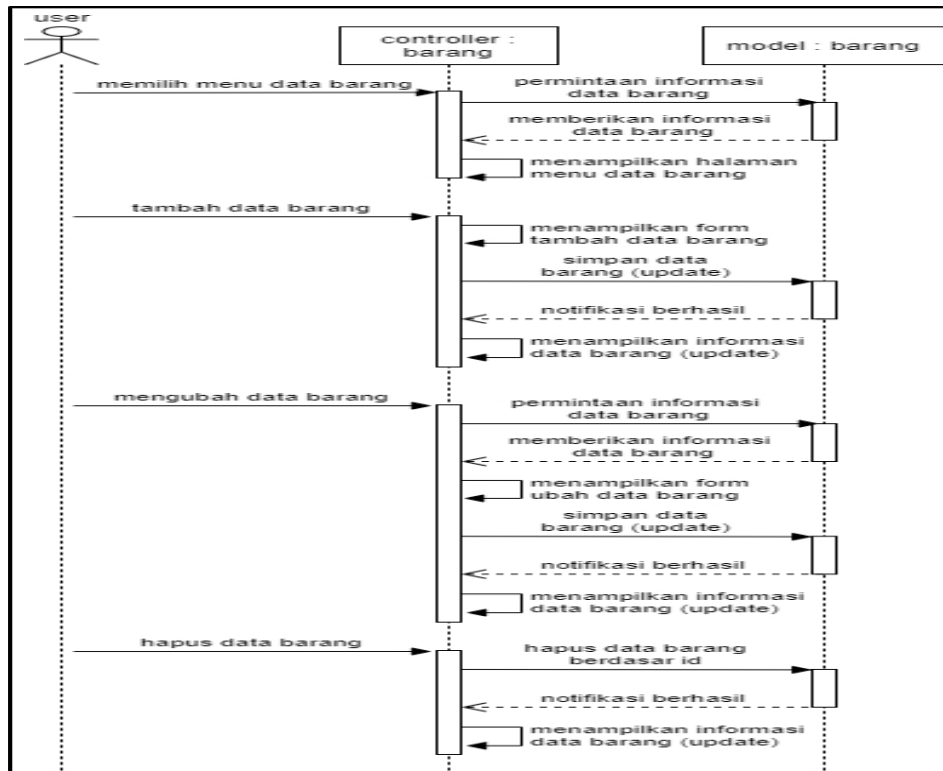 user
controller :
barang
model : barang
memilih menu data barang
permintaan informasi
data barang
memberikan informasi
data barang
menampilkan halaman
menu data barang
tambah data barang
menampilkan form
tambah data barang
simpan data
barang (update)
notifikasi berhasil
menampilkan informasi
data barang (update)
mengubah data barang
permintaan informasi
data barang
memberikan informasi
data barang
menampilkan form
ubah data barang
simpan data
barang (update)
notifikasi berhasil
menampilkan informasi
data barang (update)
hapus data barang
hapus data barang
berdasar id
notifikasi berhasil
menampilkan informasi
data barang (update)